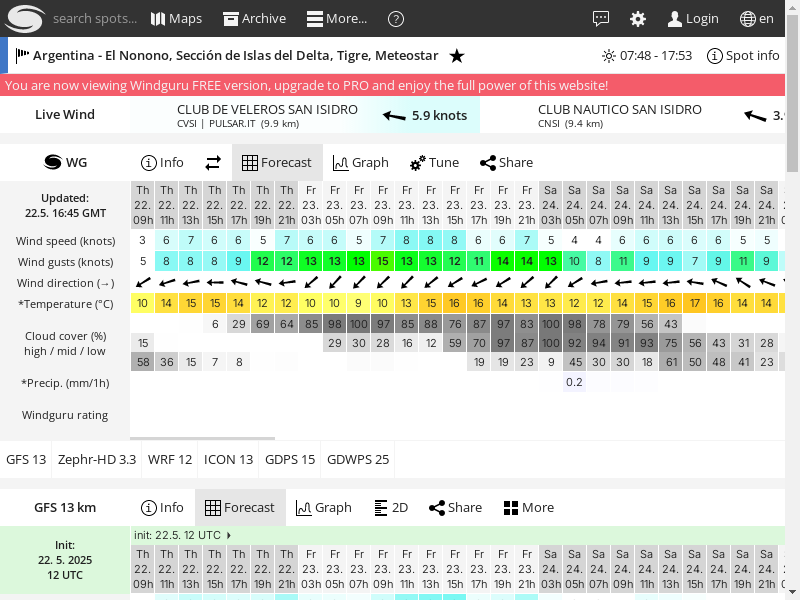 search spots... Maps Archive More... ? Login en
Argentina - El Nonono, Sección de Islas del Delta, Tigre, Meteostar ★ 07:48 - 17:53 Spot info
You are now viewing Windguru FREE version, upgrade to PRO and enjoy the full power of this website!
Live Wind CLUB DE VELEROS SAN ISIDRO 5.9 knots CLUB NAUTICO SAN ISIDRO 3.
CVSI | PULSAR.IT (9.9 km) CNSI (9.4 km)
WG Info Forecast Graph Tune Share
Updated:
22.5. 16:45 GMT
Th Th Th Th Th Th Th Fr Fr Fr Fr Fr Fr Fr Fr Fr Fr Sa Sa Sa Sa Sa Sa Sa Sa Sa Sa
22. 22. 22. 22. 22. 22. 22. 23. 23. 23. 23. 23. 23. 23. 23. 23. 23. 24. 24. 24. 24. 24. 24. 24. 24. 24. 24.
09h 11h 13h 15h 17h 19h 21h 03h 05h 07h 09h 11h 13h 15h 17h 19h 21h 03h 05h 07h 09h 11h 13h 15h 17h 19h 21h
Wind speed (knots) 3 6 7 6 6 5 7 6 6 5 7 8 8 8 6 6 7 5 4 4 6 6 6 6 6 5 5
Wind gusts (knots) 5 8 8 8 9 12 12 13 13 13 15 13 13 12 11 14 14 13 10 8 11 9 9 7 9 11 9
Wind direction (→)
*Temperature (°C) 10 14 15 15 14 12 12 10 10 9 10 13 15 16 16 14 13 13 12 12 14 15 16 17 16 14 14
Cloud cover (%)
high / mid / low
6 29 69 64 85 98 100 97 85 88 76 87 97 83 100 98 78 79 56 43
15 29 30 28 16 12 59 70 97 87 100 92 94 91 93 75 56 43 31 28
58 36 15 7 8 19 19 23 9 45 30 30 18 61 50 48 41 23
*Precip. (mm/1h) 0.2
Windguru rating
GFS 13 Zephr-HD 3.3 WRF 12 ICON 13 GDPS 15 GDWPS 25
GFS 13 km Info Forecast Graph 2D Share More
init: 22.5. 12 UTC
Init:
22. 5. 2025
12 UTC
Th Th Th Th Th Th Th Fr Fr Fr Fr Fr Fr Fr Fr Fr Fr Sa Sa Sa Sa Sa Sa Sa Sa Sa Sa
22. 22. 22. 22. 22. 22. 22. 23. 23. 23. 23. 23. 23. 23. 23. 23. 23. 24. 24. 24. 24. 24. 24. 24. 24. 24. 24.
09h 11h 13h 15h 17h 19h 21h 03h 05h 07h 09h 11h 13h 15h 17h 19h 21h 03h 05h 07h 09h 11h 13h 15h 17h 19h 21h